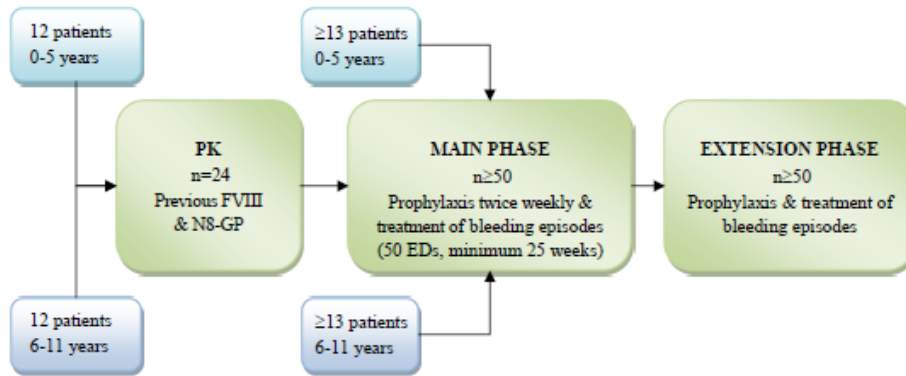 12 patients
0-5 years
≥13 patients
0-5 years
PK
n=24
Previous FVIII
& N8-GP
MAIN PHASE
n≥50
Prophylaxis twice weekly &
treatment of bleeding episodes
(50 EDs, minimum 25 weeks)
EXTENSION PHASE
n≥50
Prophylaxis & treatment of
bleeding episodes
12 patients
6-11 years
≥13 patients
6-11 years